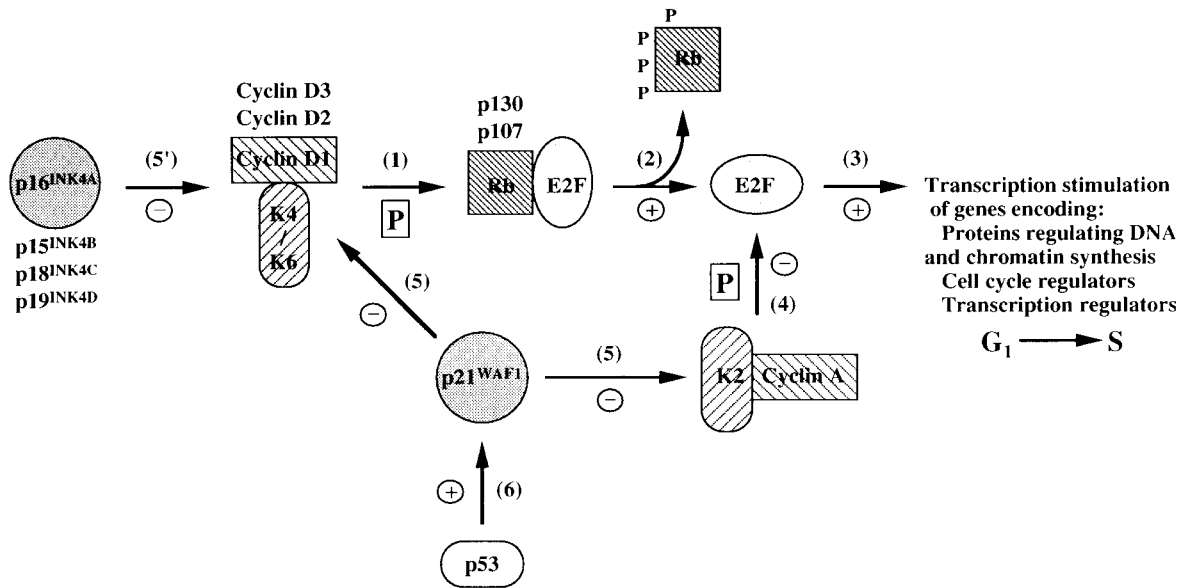 p16INK4A
p15INK4B
p18INK4C
p19INK4D
(5')
−
Cyclin D3
Cyclin D2
Cyclin D1
K4
/
K6
(1)
P
p130
p107
Rb
E2F
(2)
+
P
P
P
P
Rb
E2F
(3)
+
Transcription stimulation
of genes encoding:
Proteins regulating DNA
and chromatin synthesis
Cell cycle regulators
Transcription regulators
G1 → S
(5)
−
p21WAF1
(5)
−
K2
Cyclin A
P
−
(4)
+
(6)
p53